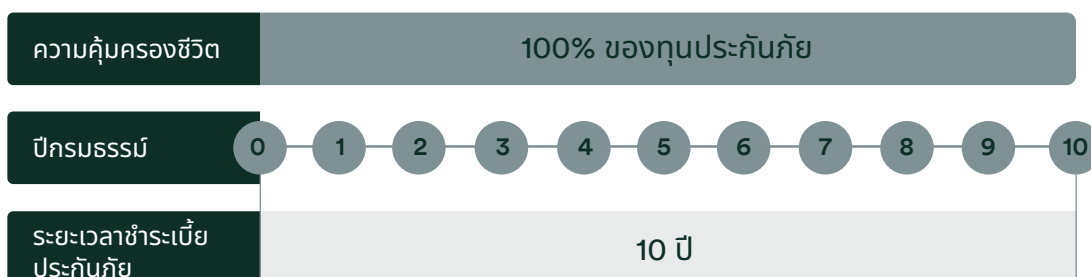 ความคุ้มครองชีวิต
100% ของทุนประกันภัย
ปีกรมธรรม์
0 1 2 3 4 5 6 7 8 9 10
ระยะเวลาชำระเบี้ย
ประกันภัย
10 ปี